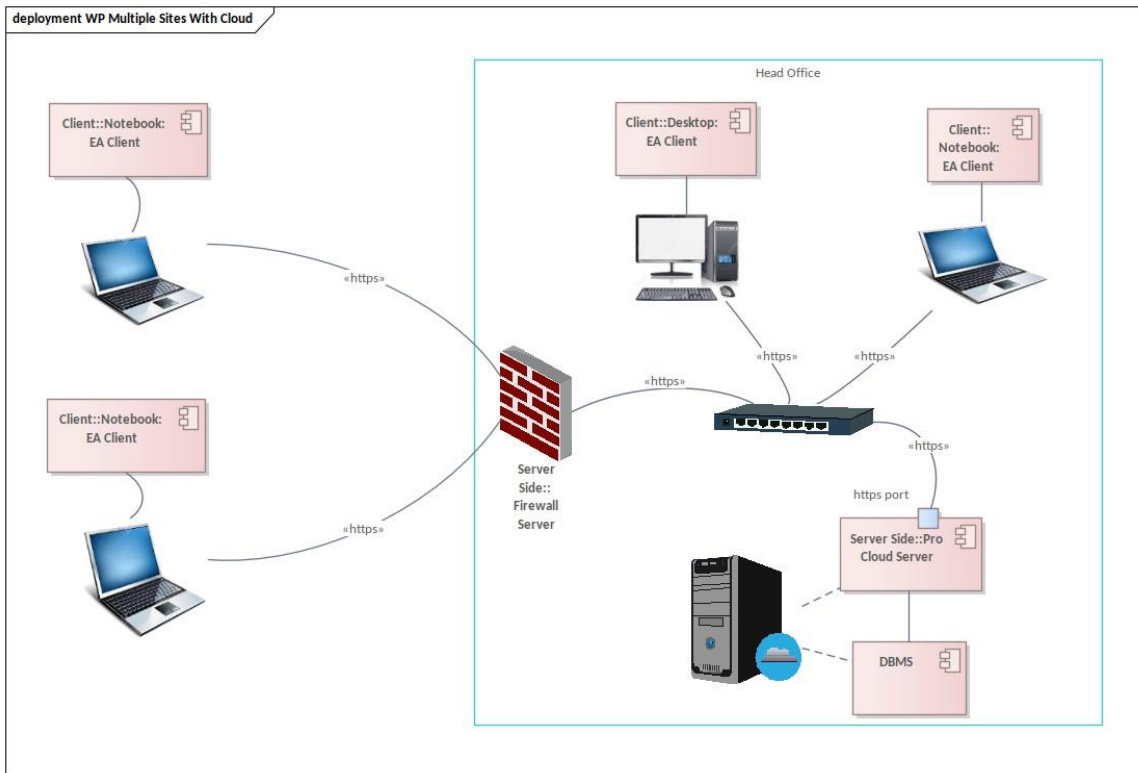 deployment WP Multiple Sites With Cloud
Head Office
Client::Notebook:
EA Client
Client::Desktop:
EA Client
Client::
Notebook:
EA Client
«https»
«https»
«https»
«https»
Client::Notebook:
EA Client
«https»
«https»
Server
Side::
Firewall
Server
https port
Server Side::Pro
Cloud Server
DBMS